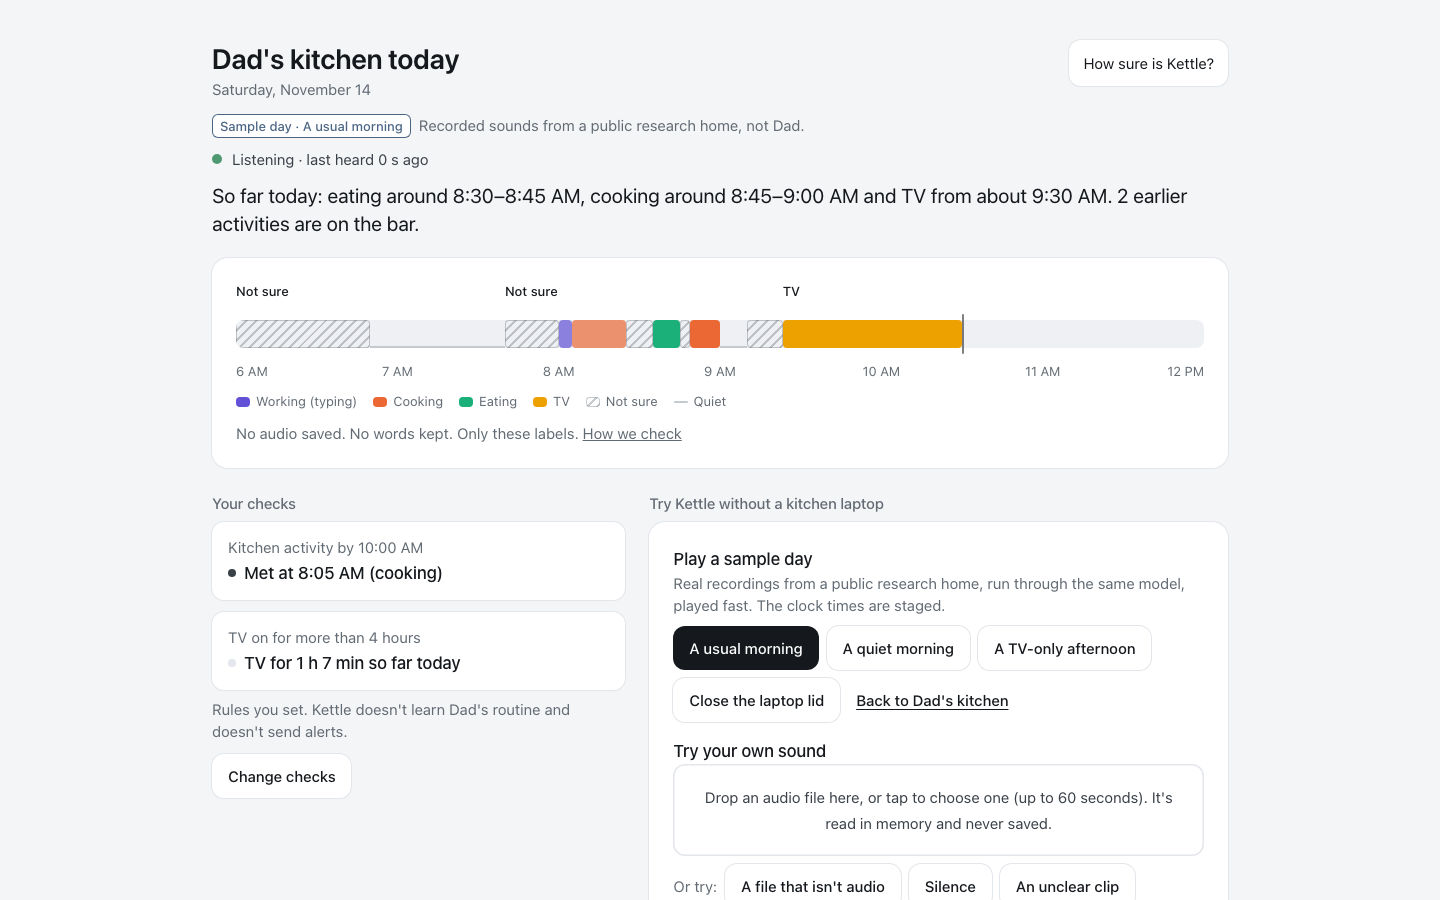 Dad's kitchen today
How sure is Kettle?
Saturday, November 14
Sample day · A usual morning
Recorded sounds from a public research home, not Dad.
Listening · last heard 0 s ago
So far today: eating around 8:30–8:45 AM, cooking around 8:45–9:00 AM and TV from about 9:30 AM. 2 earlier
activities are on the bar.
Not sure
Not sure
TV
6 AM
7 AM
8 AM
9 AM
10 AM
11 AM
12 PM
Working (typing)
Cooking
Eating
TV
Not sure
Quiet
No audio saved. No words kept. Only these labels. How we check
Your checks
Kitchen activity by 10:00 AM
Met at 8:05 AM (cooking)
TV on for more than 4 hours
TV for 1 h 7 min so far today
Rules you set. Kettle doesn't learn Dad's routine and
doesn't send alerts.
Change checks
Try Kettle without a kitchen laptop
Play a sample day
Real recordings from a public research home, run through the same model,
played fast. The clock times are staged.
A usual morning
A quiet morning
A TV-only afternoon
Close the laptop lid
Back to Dad's kitchen
Try your own sound
Drop an audio file here, or tap to choose one (up to 60 seconds). It's
read in memory and never saved.
Or try:
A file that isn't audio
Silence
An unclear clip